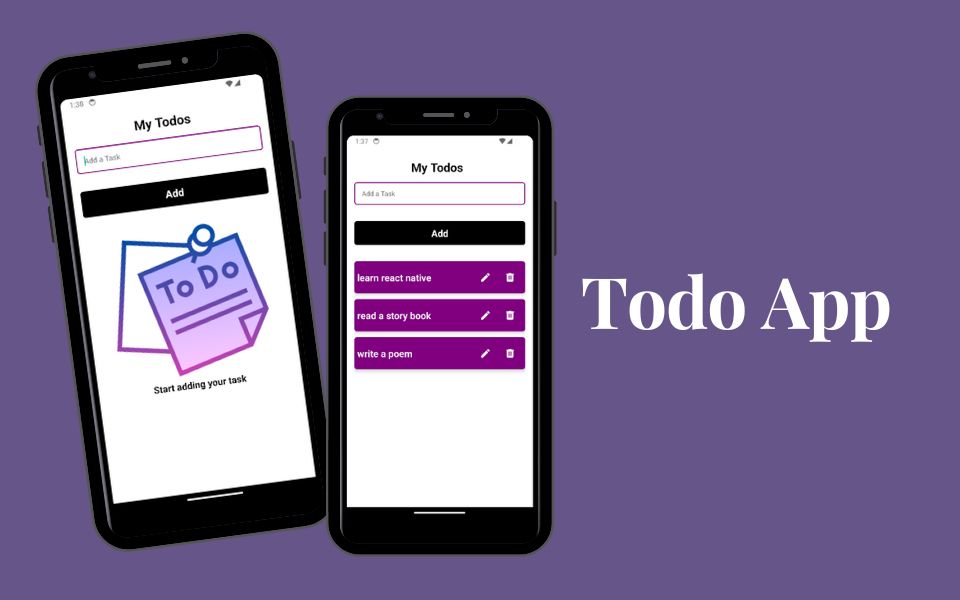 1:38
My Todos
Add a Task
Add
To Do
Start adding your task
1:37
My Todos
Add a Task
Add
learn react native
read a story book
write a poem
Todo App